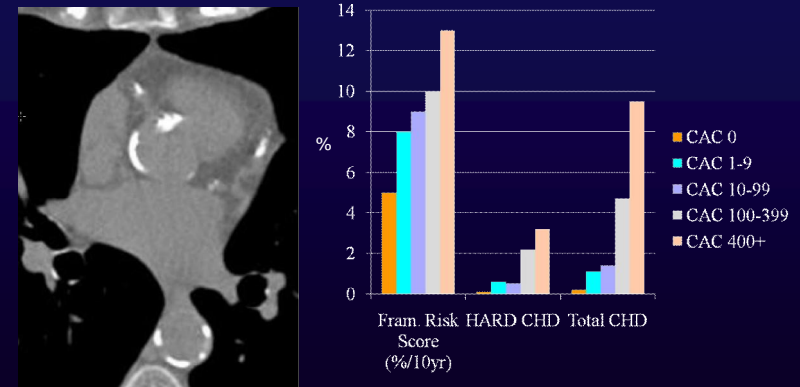 14
12
10
8
6
4
2
0
%
Fram. Risk
Score
(%/10yr)
HARD CHD
Total CHD
CAC 0
CAC 1-9
CAC 10-99
CAC 100-399
CAC 400+